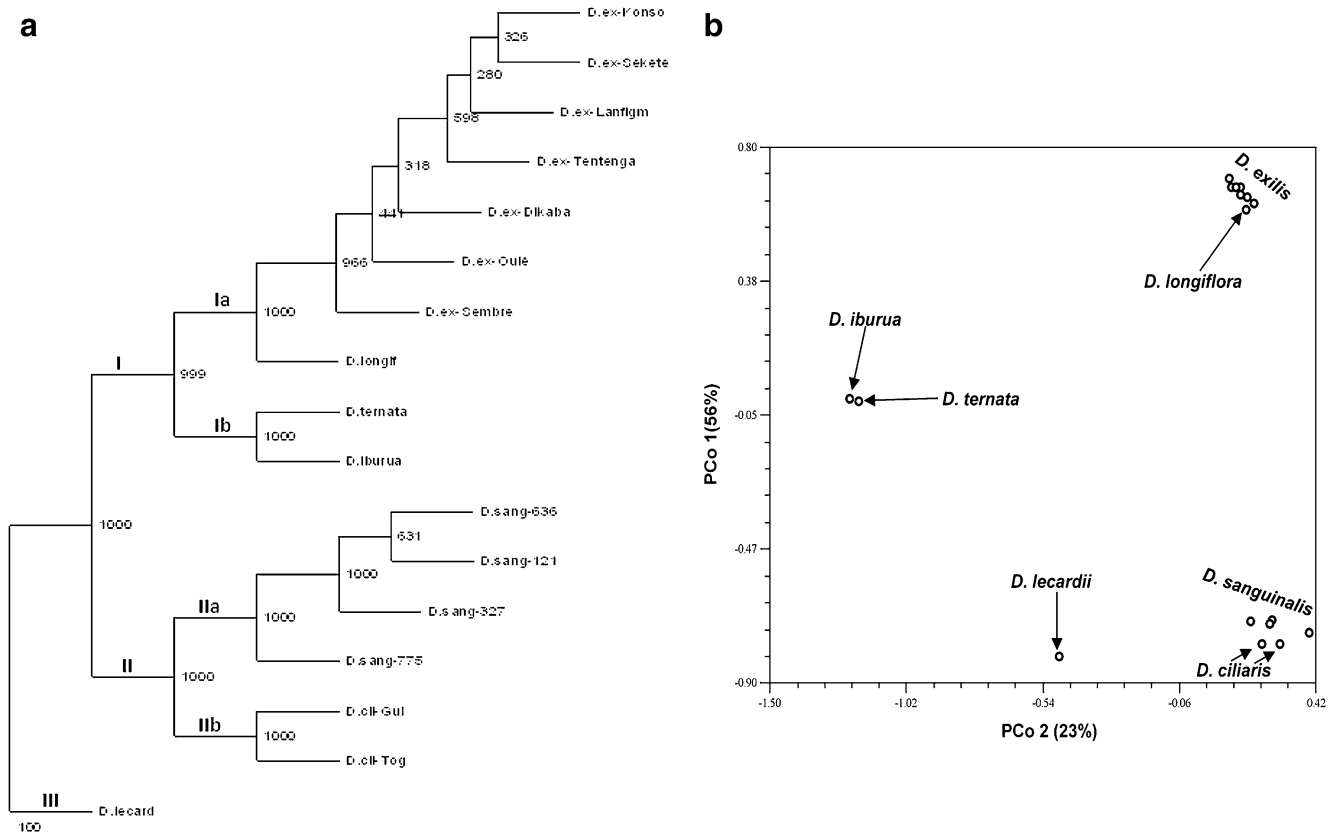 a
D.ex-Konso
326
D.ex-Sekete
280
D.ex-Lanfigm
598
D.ex-Tentenga
318
D.ex-Dikaba
441
D.ex-Oulé
966
D.ex-Sembre
Ia
1000
D.longif
I
999
D.ternata
Ib
1000
D.iburua
1000
D.sang-636
631
D.sang-121
1000
D.sang-327
IIa
1000
D.sang-775
II
1000
D.cil-Gui
IIb
1000
D.cil-Tog
III
D.lecard
100
b
0.80
D. exilis
0.38
D. longiflora
D. iburua
D. ternata
-0.05
PCo 1(56%)
-0.47
D. lecardii
D. sanguinalis
D. ciliaris
-0.90
-1.50
-1.02
-0.54
-0.06
0.42
PCo 2 (23%)